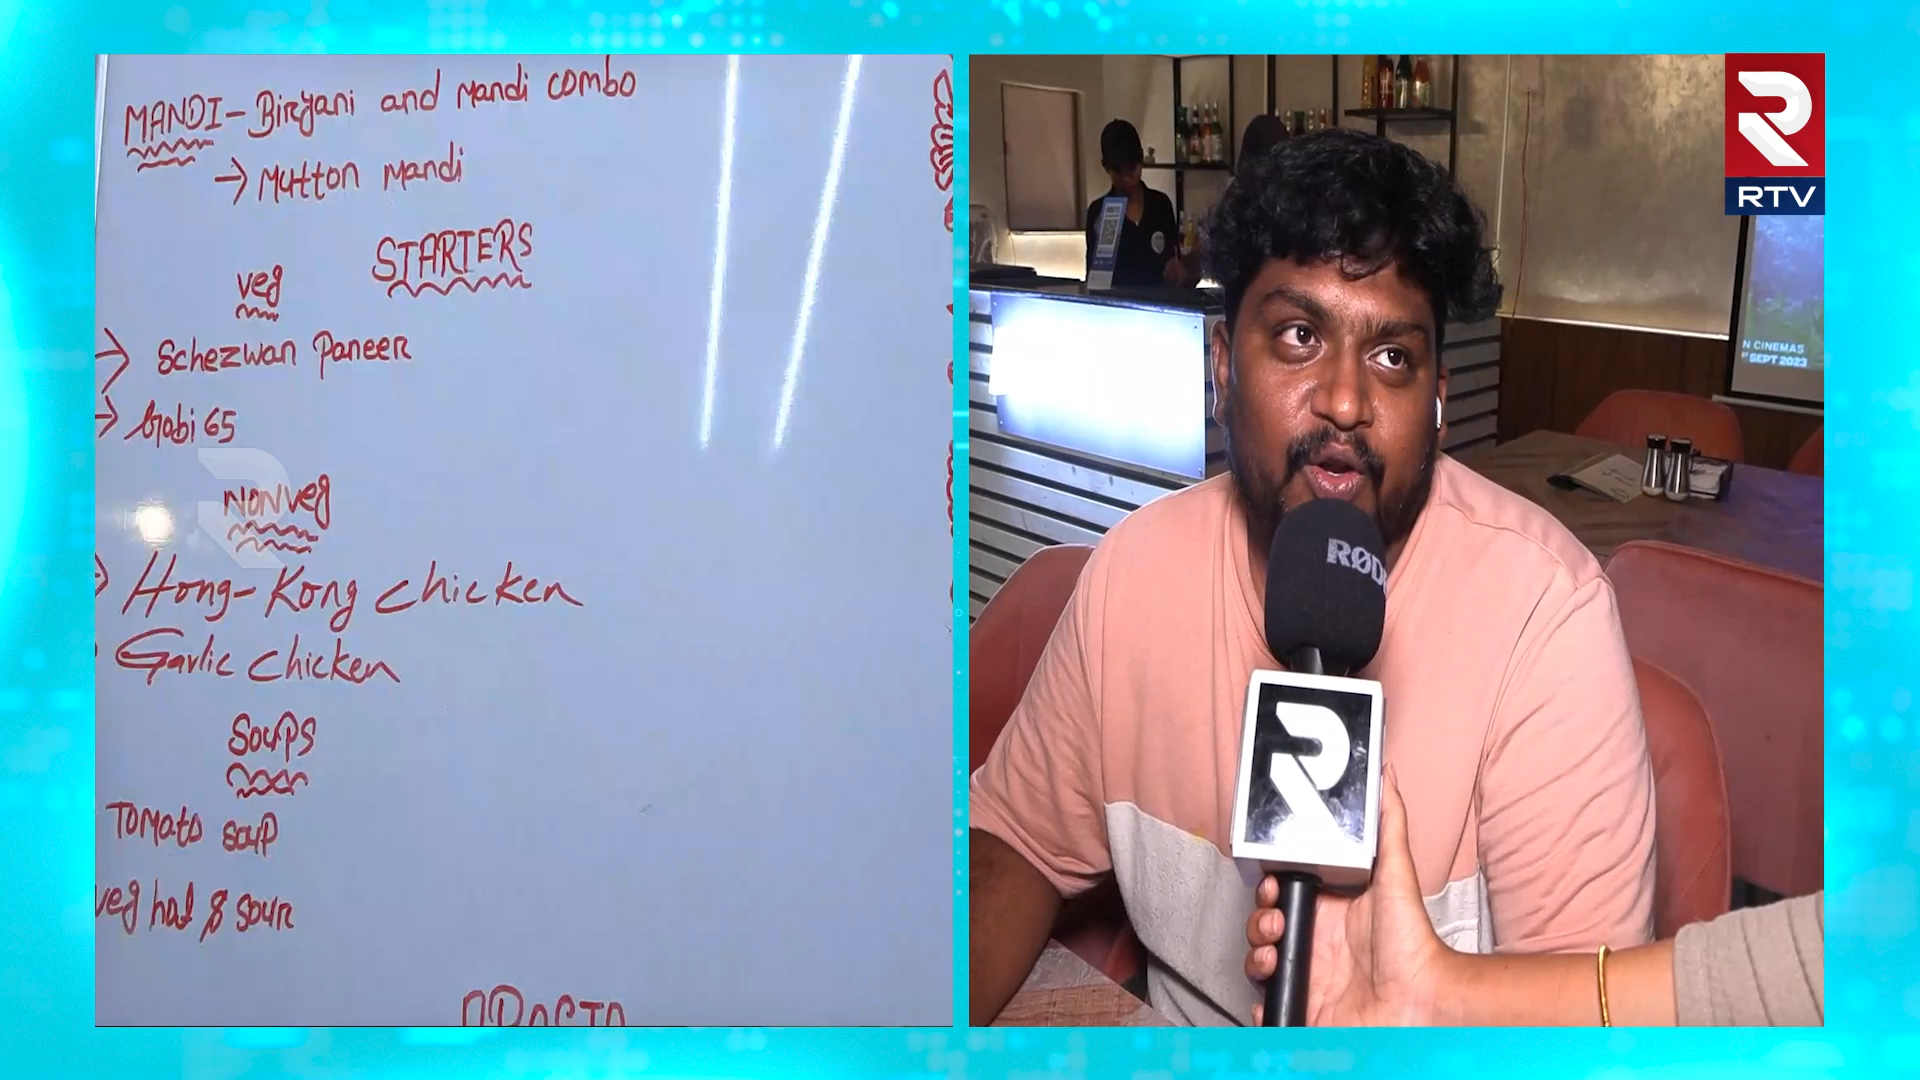 MANDI - Biryani and Mandi combo
→ Mutton Mandi
STARTERS
veg
→ Schezwan Paneer
→ Gobi 65
NONveg
Hong-Kong chicken
Garlic chicken
Soups
Tomato soup
veg hot & sour
RØDE
RTV
N CINEMAS
SEPT 2023